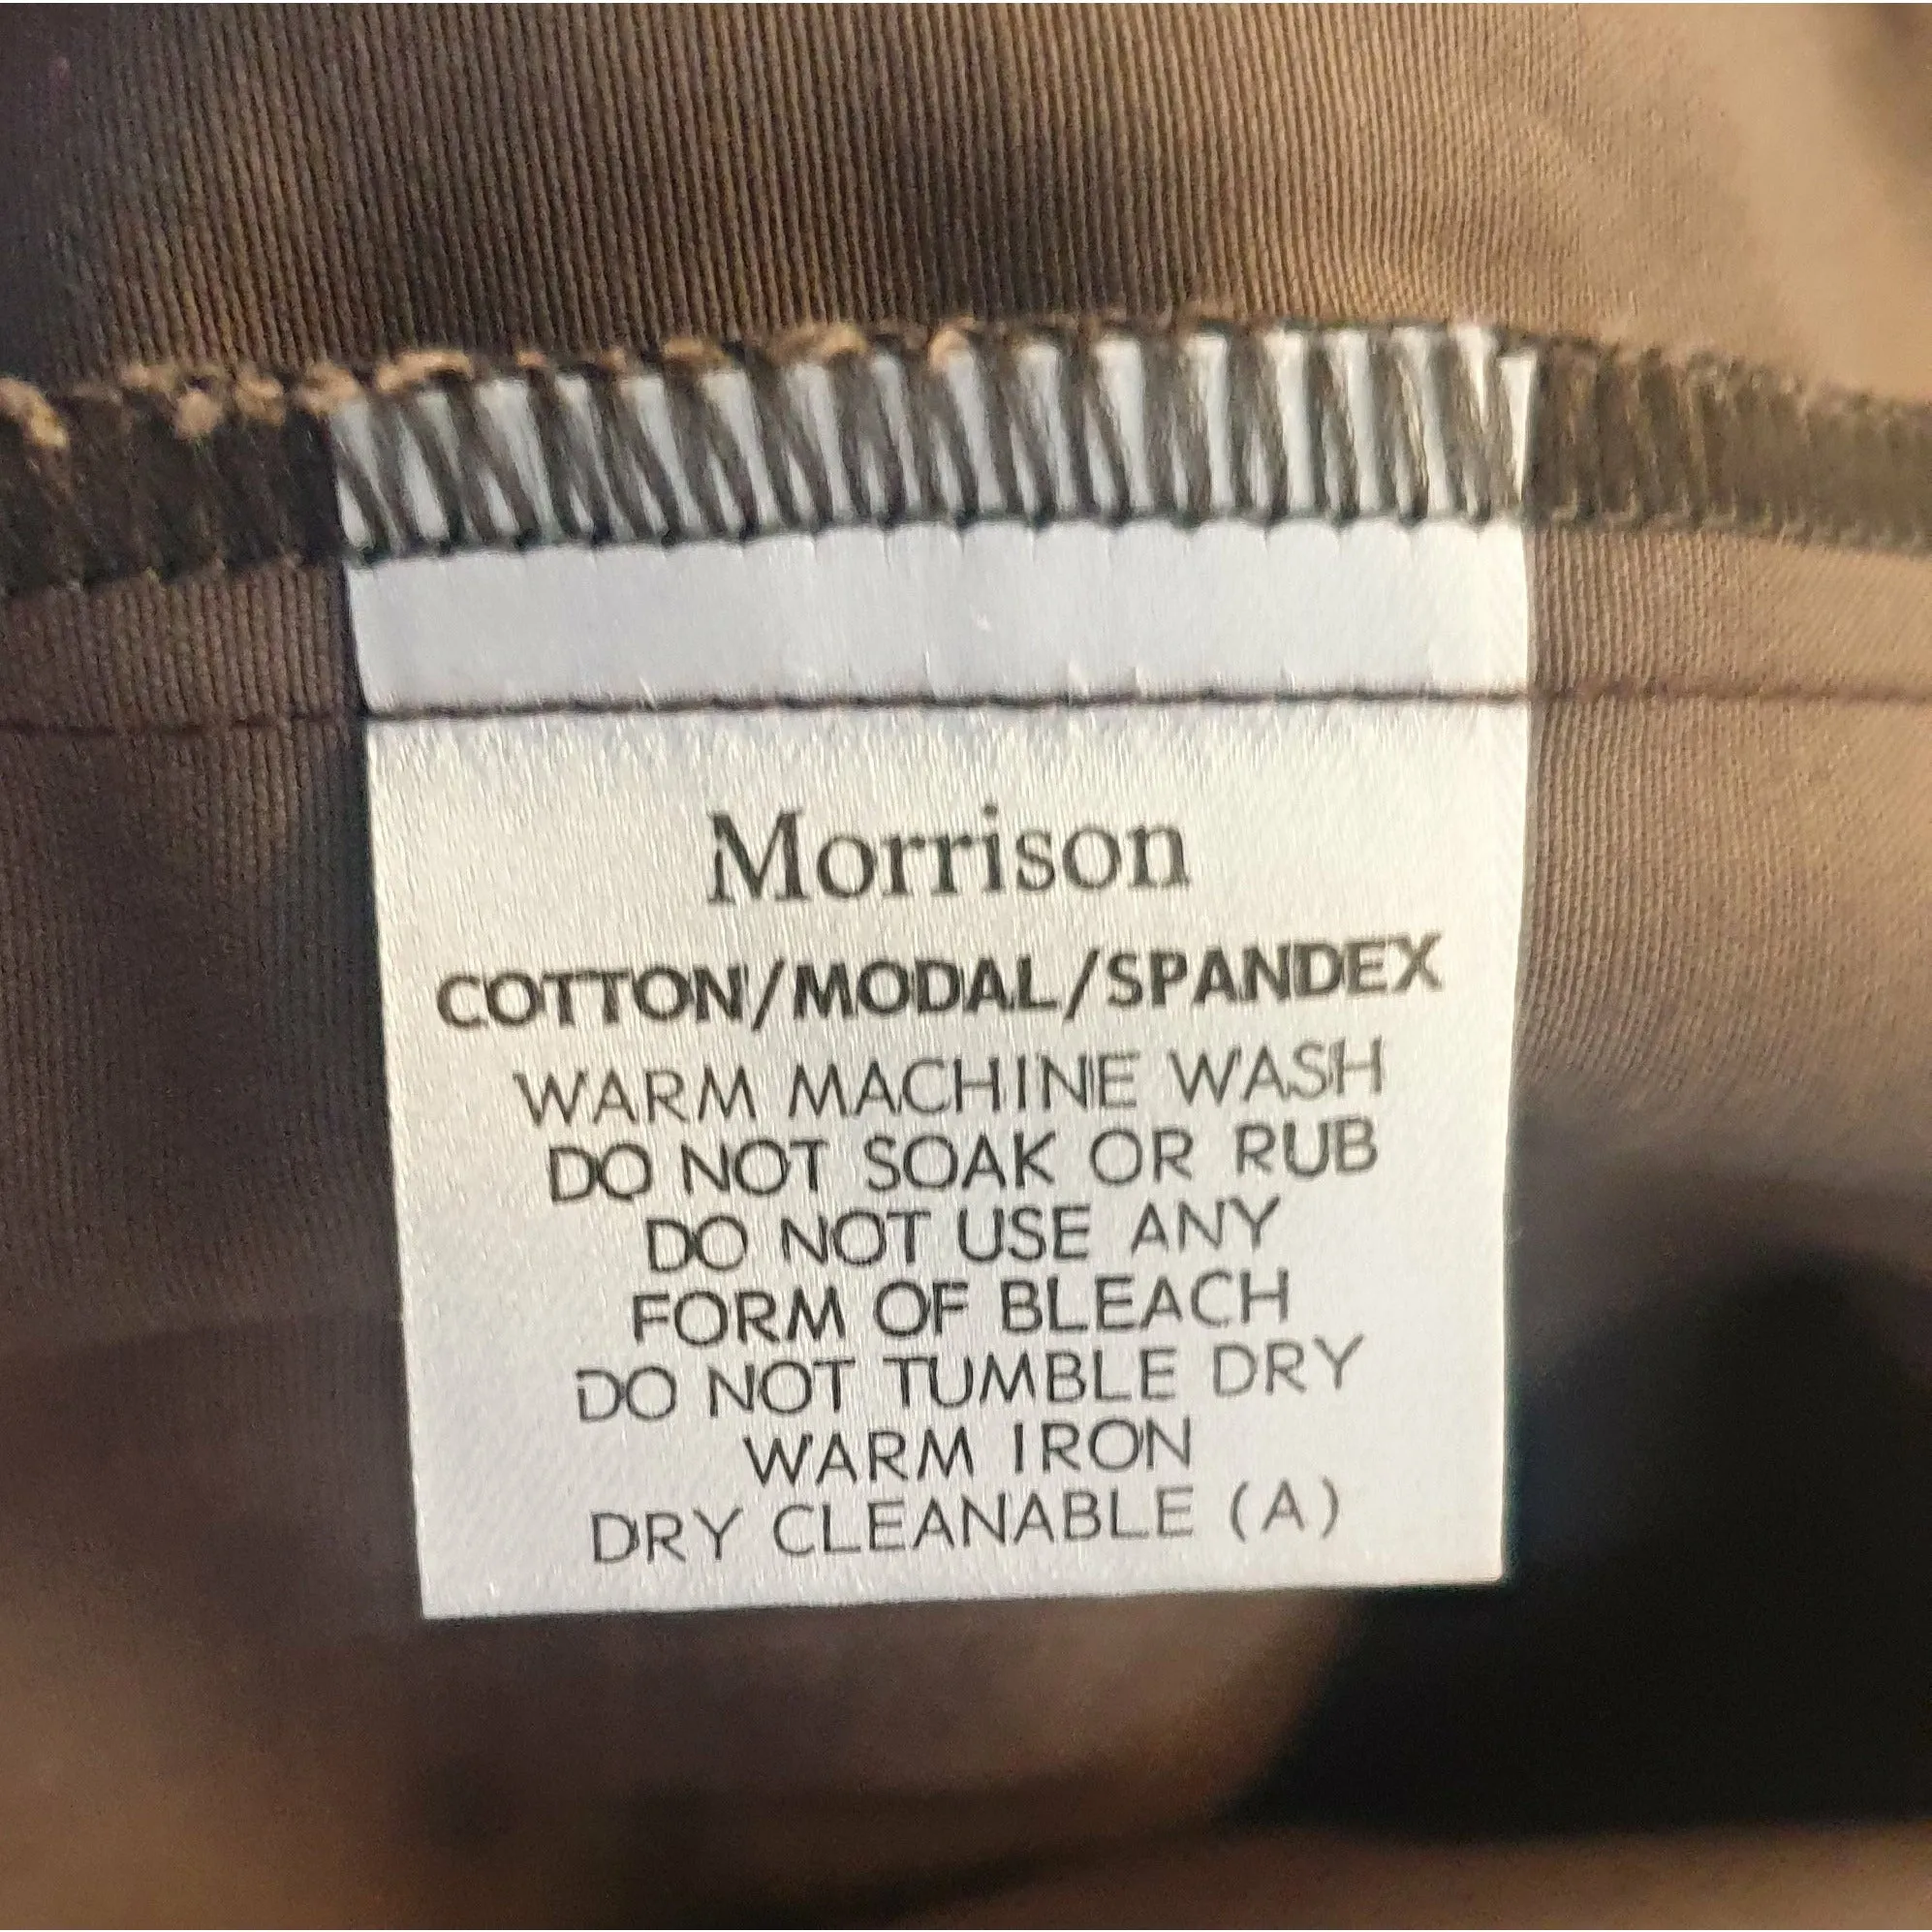 Morrison
COTTON/MODAL/SPANDEX
WARM MACHINE WASH
DO NOT SOAK OR RUB
DO NOT USE ANY
FORM OF BLEACH
DO NOT TUMBLE DRY
WARM IRON
DRY CLEANABLE (A)